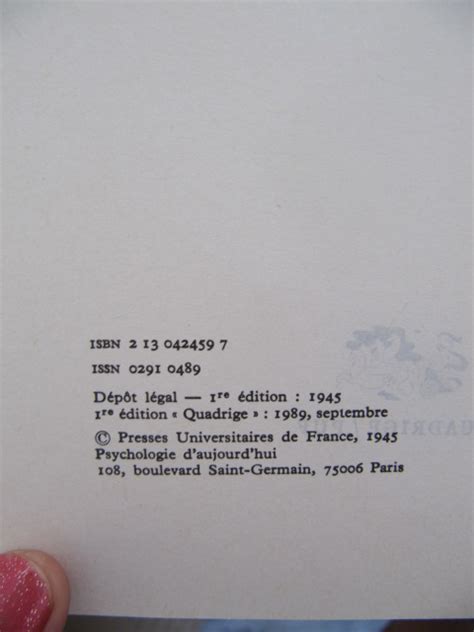 ISBN 2 13 042459 7
ISSN 0291 0489
Dépôt légal — 1re édition : 1945
1re édition « Quadrige » : 1989, septembre
© Presses Universitaires de France, 1945
Psychologie d'aujourd'hui
108, boulevard Saint-Germain, 75006 Paris